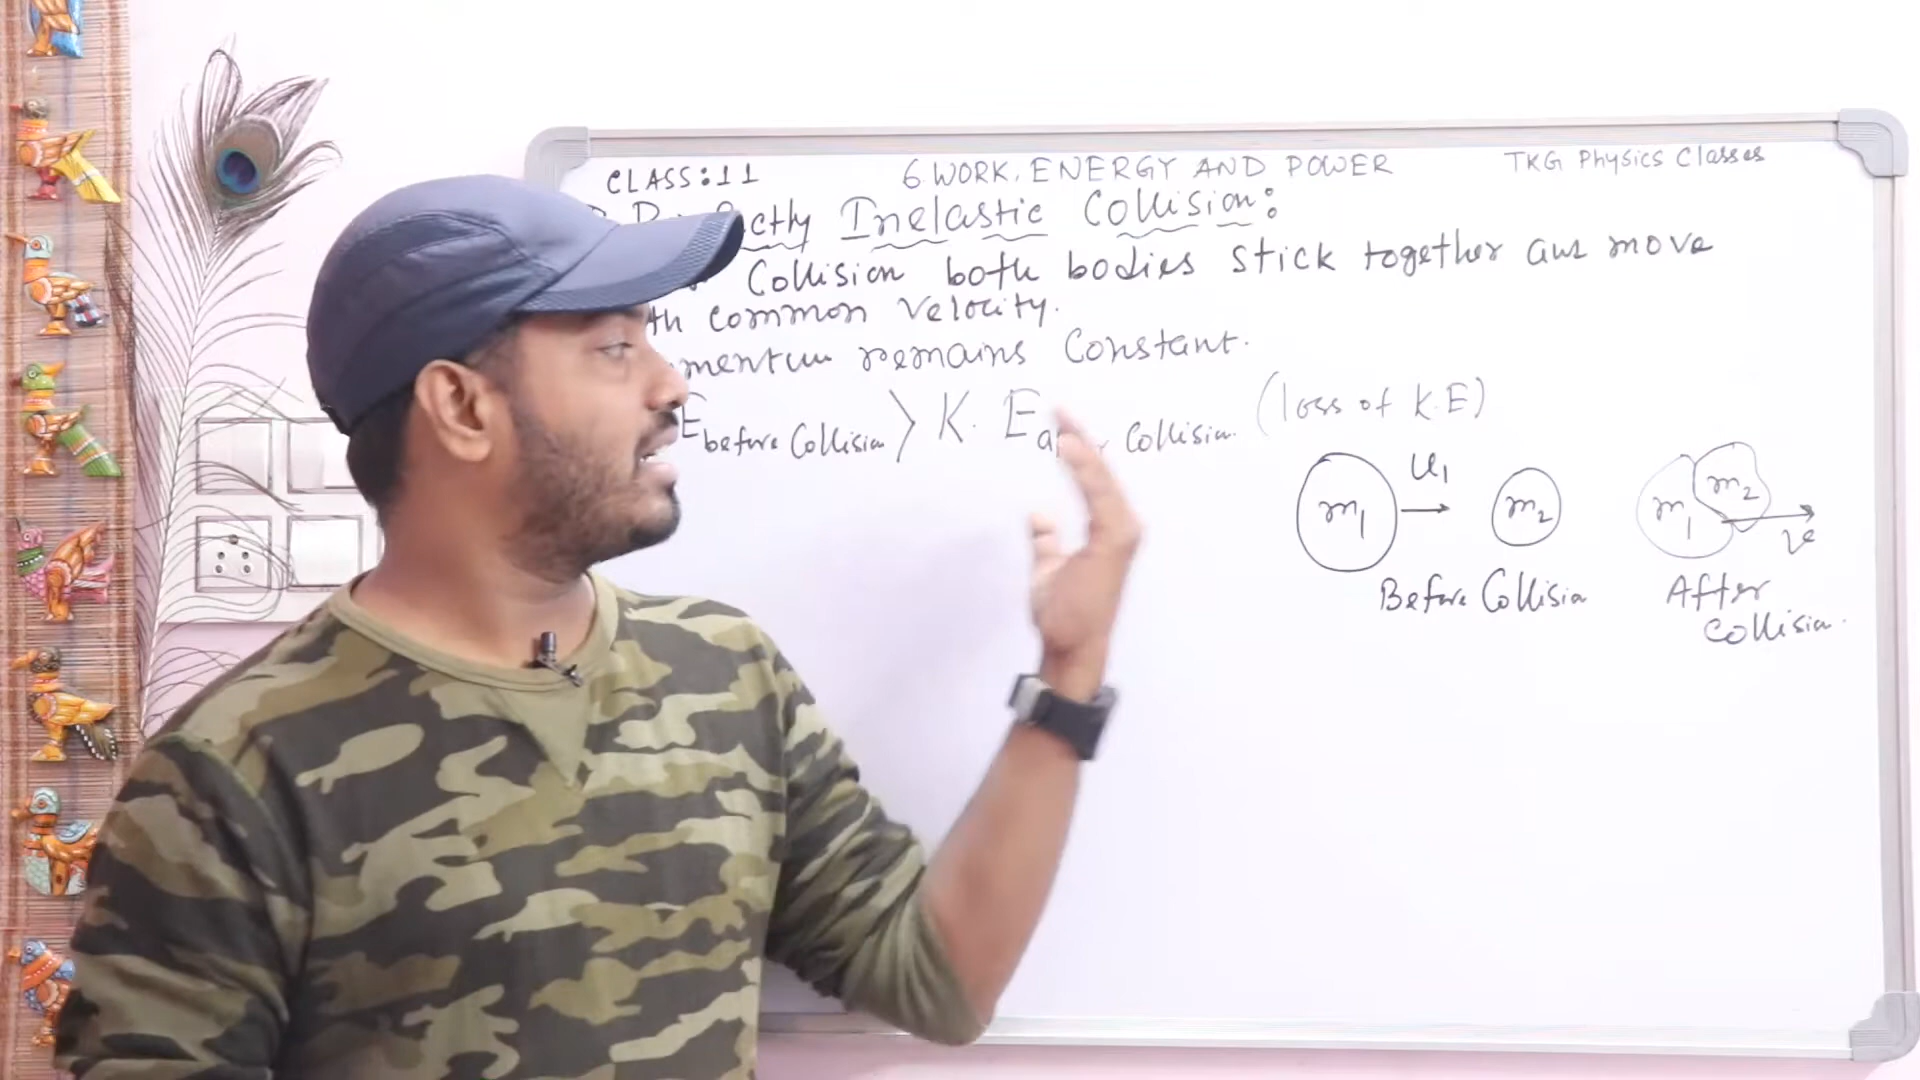 CLASS:11 6 WORK, ENERGY AND POWER TKG Physics Classes
Inelastic Collision:
Collision both bodies stick together and move
common velocity.
remains constant.
E before Collision > K.E Collision. (loss of K.E)
m1 u1 m2 m1 m2 v
Before Collision After
Collision.